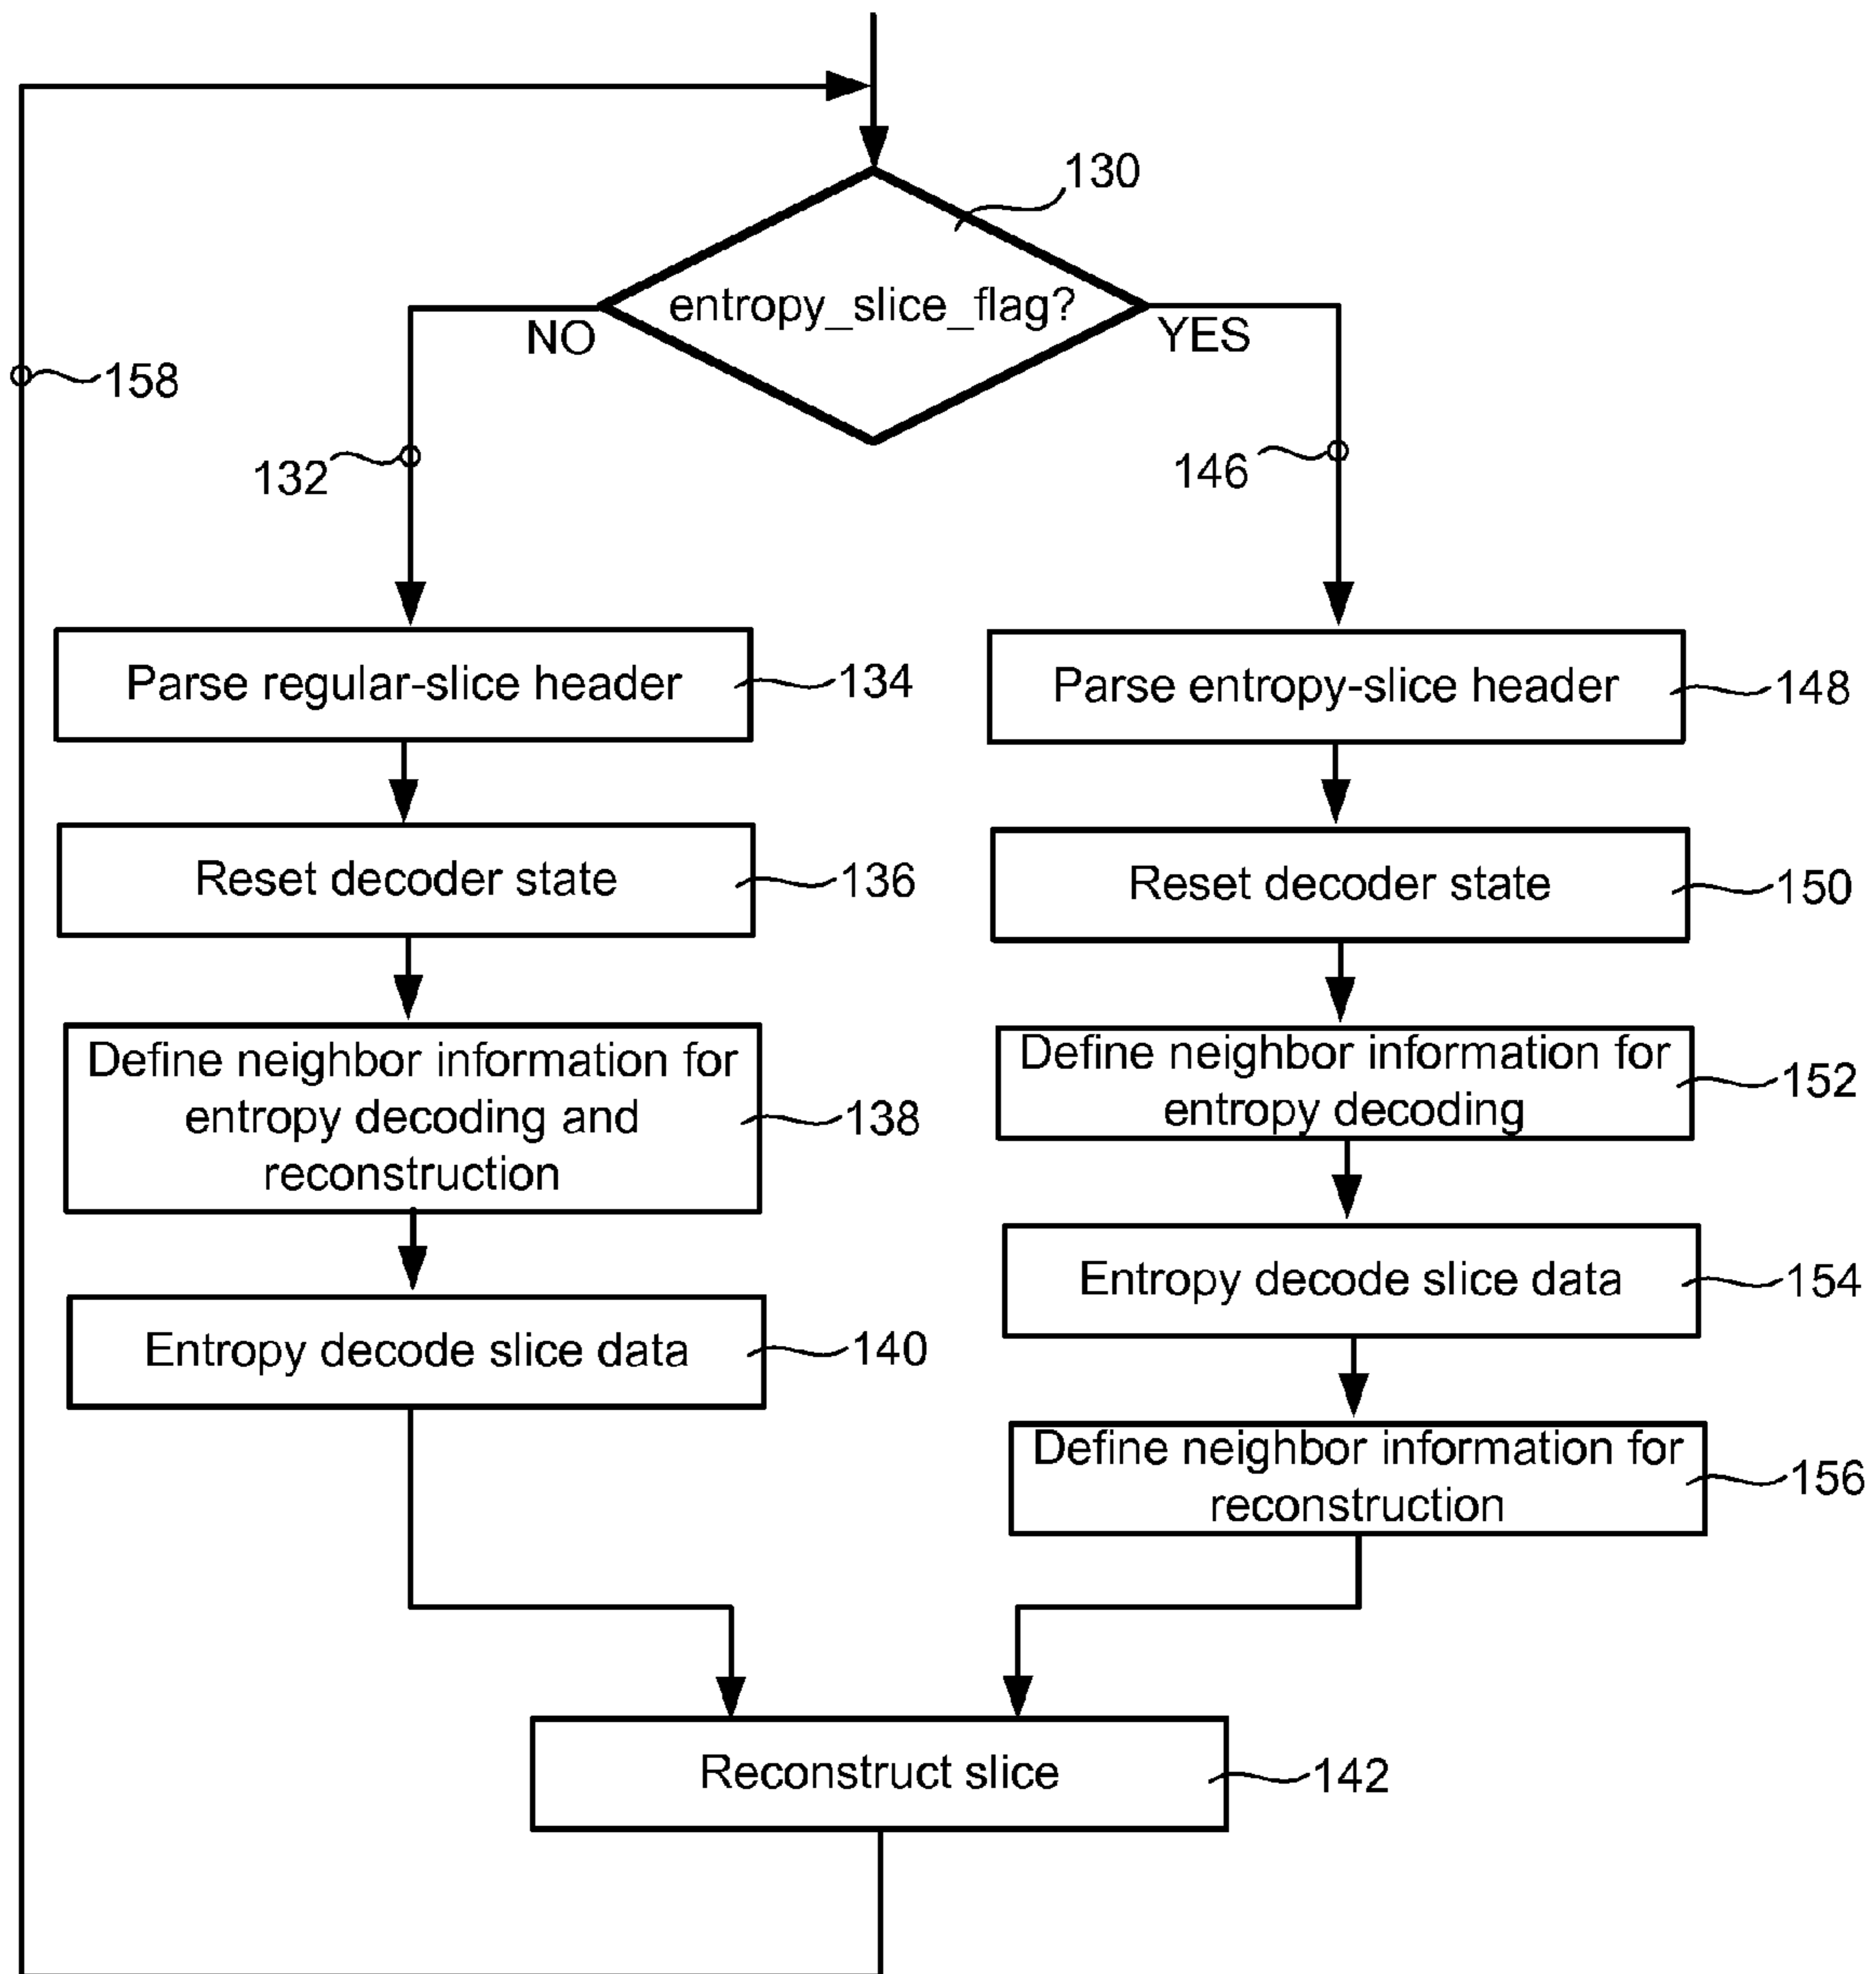 130
entropy_slice_flag?
NO
YES
158
132
146
Parse regular-slice header
134
Parse entropy-slice header
148
Reset decoder state
136
Reset decoder state
150
Define neighbor information for
entropy decoding and
reconstruction
138
Define neighbor information for
entropy decoding
152
Entropy decode slice data
140
Entropy decode slice data
154
Define neighbor information for
reconstruction
156
Reconstruct slice
142